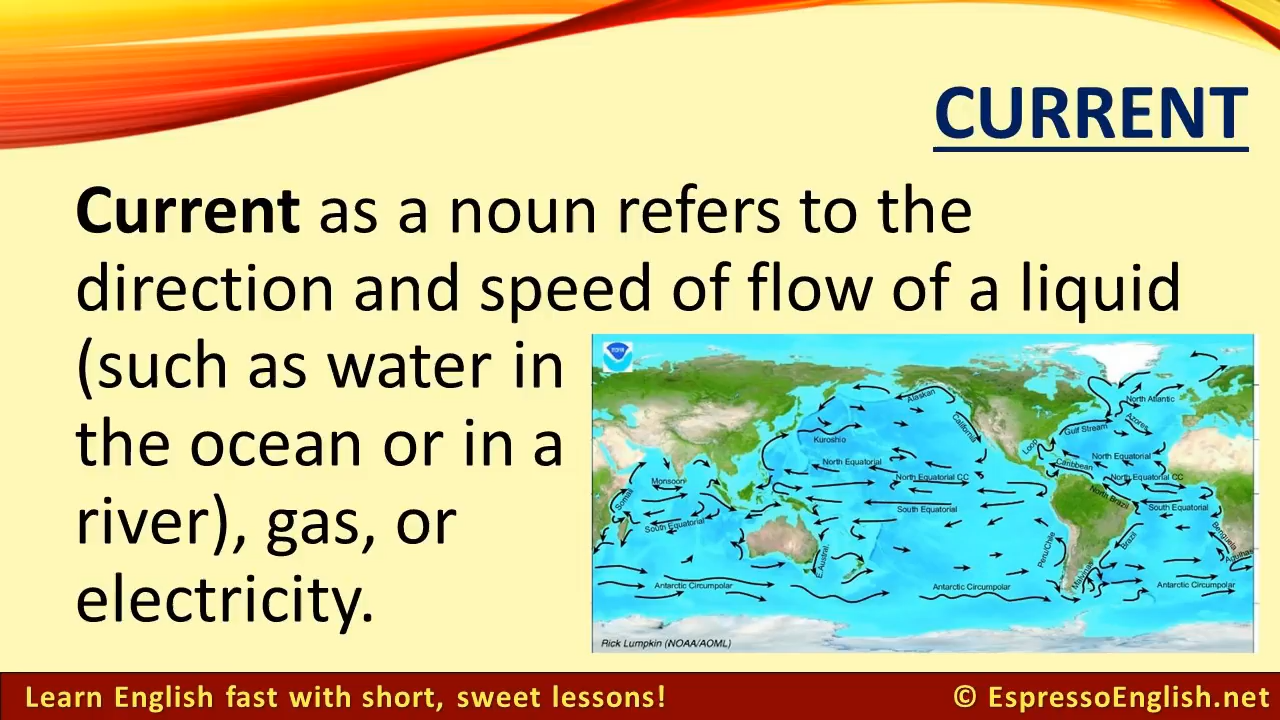 CURRENT
Current as a noun refers to the
direction and speed of flow of a liquid
(such as water in
the ocean or in a
river), gas, or
electricity.
Alaskan
North Atlantic
California
Azores
Gulf Stream
Kuroshio
Loop
North Equatorial
North Equatorial
Caribbean
Monsoon
North Equatorial CC
North Equatorial CC
Somali
North Brazil
South Equatorial
South Equatorial
South Equatorial
Brazil
Benguela
Peru/Chile
E.Austral
Agulhas
Malvinas
Antarctic Circumpolar
Antarctic Circumpolar
Antarctic Circumpolar
Rick Lumpkin (NOAA/AOML)
Learn English fast with short, sweet lessons!
© EspressoEnglish.net